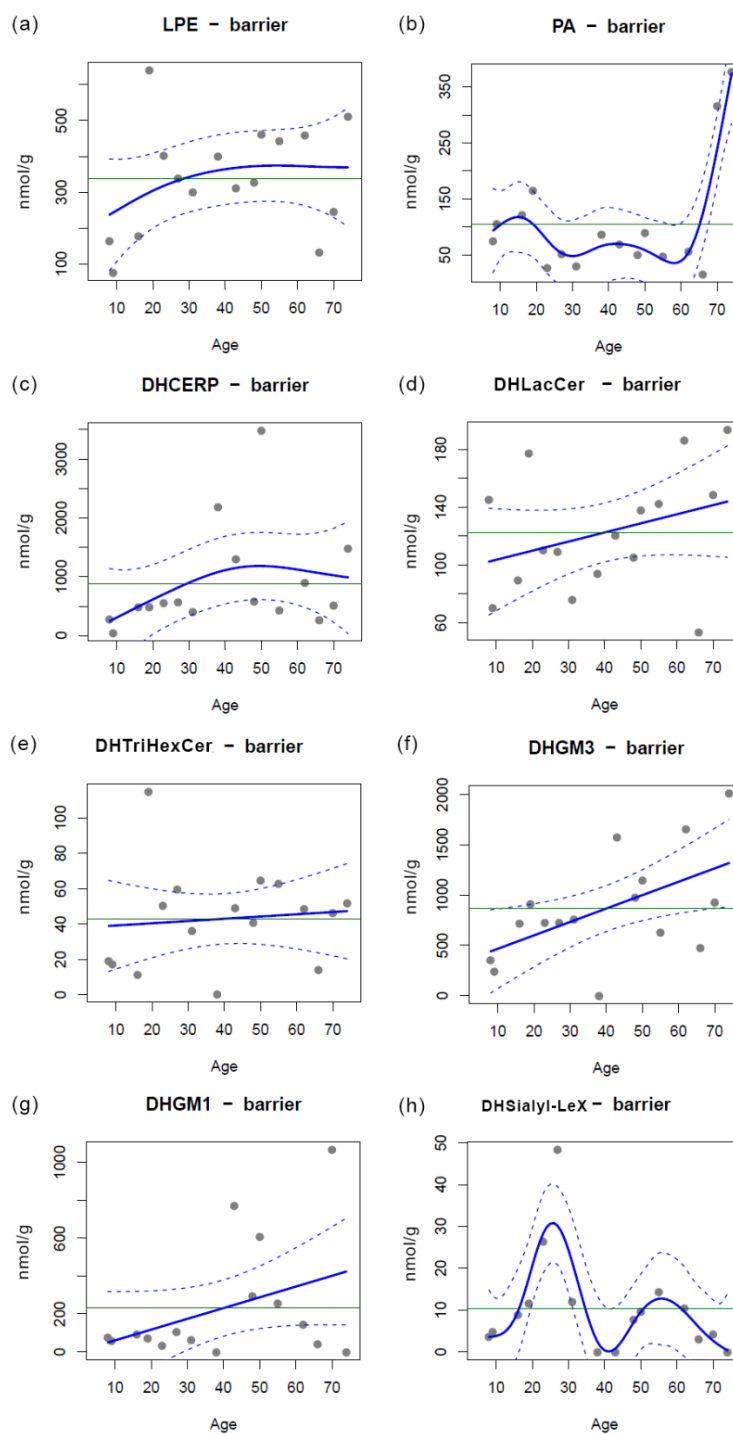 (a) LPE – barrier
500
300
100
nmol/g
10 20 30 40 50 60 70
Age
(b) PA – barrier
350
250
150
50
nmol/g
10 20 30 40 50 60 70
Age
(c) DHCERP – barrier
3000
2000
1000
0
nmol/g
10 20 30 40 50 60 70
Age
(d) DHLacCer – barrier
180
140
100
60
nmol/g
10 20 30 40 50 60 70
Age
(e) DHTriHexCer – barrier
100
80
60
40
20
0
nmol/g
10 20 30 40 50 60 70
Age
(f) DHGM3 – barrier
2000
1500
1000
500
0
nmol/g
10 20 30 40 50 60 70
Age
(g) DHGM1 – barrier
1000
600
200
0
nmol/g
10 20 30 40 50 60 70
Age
(h) DHSialyl-LeX – barrier
50
40
30
20
10
0
nmol/g
10 20 30 40 50 60 70
Age